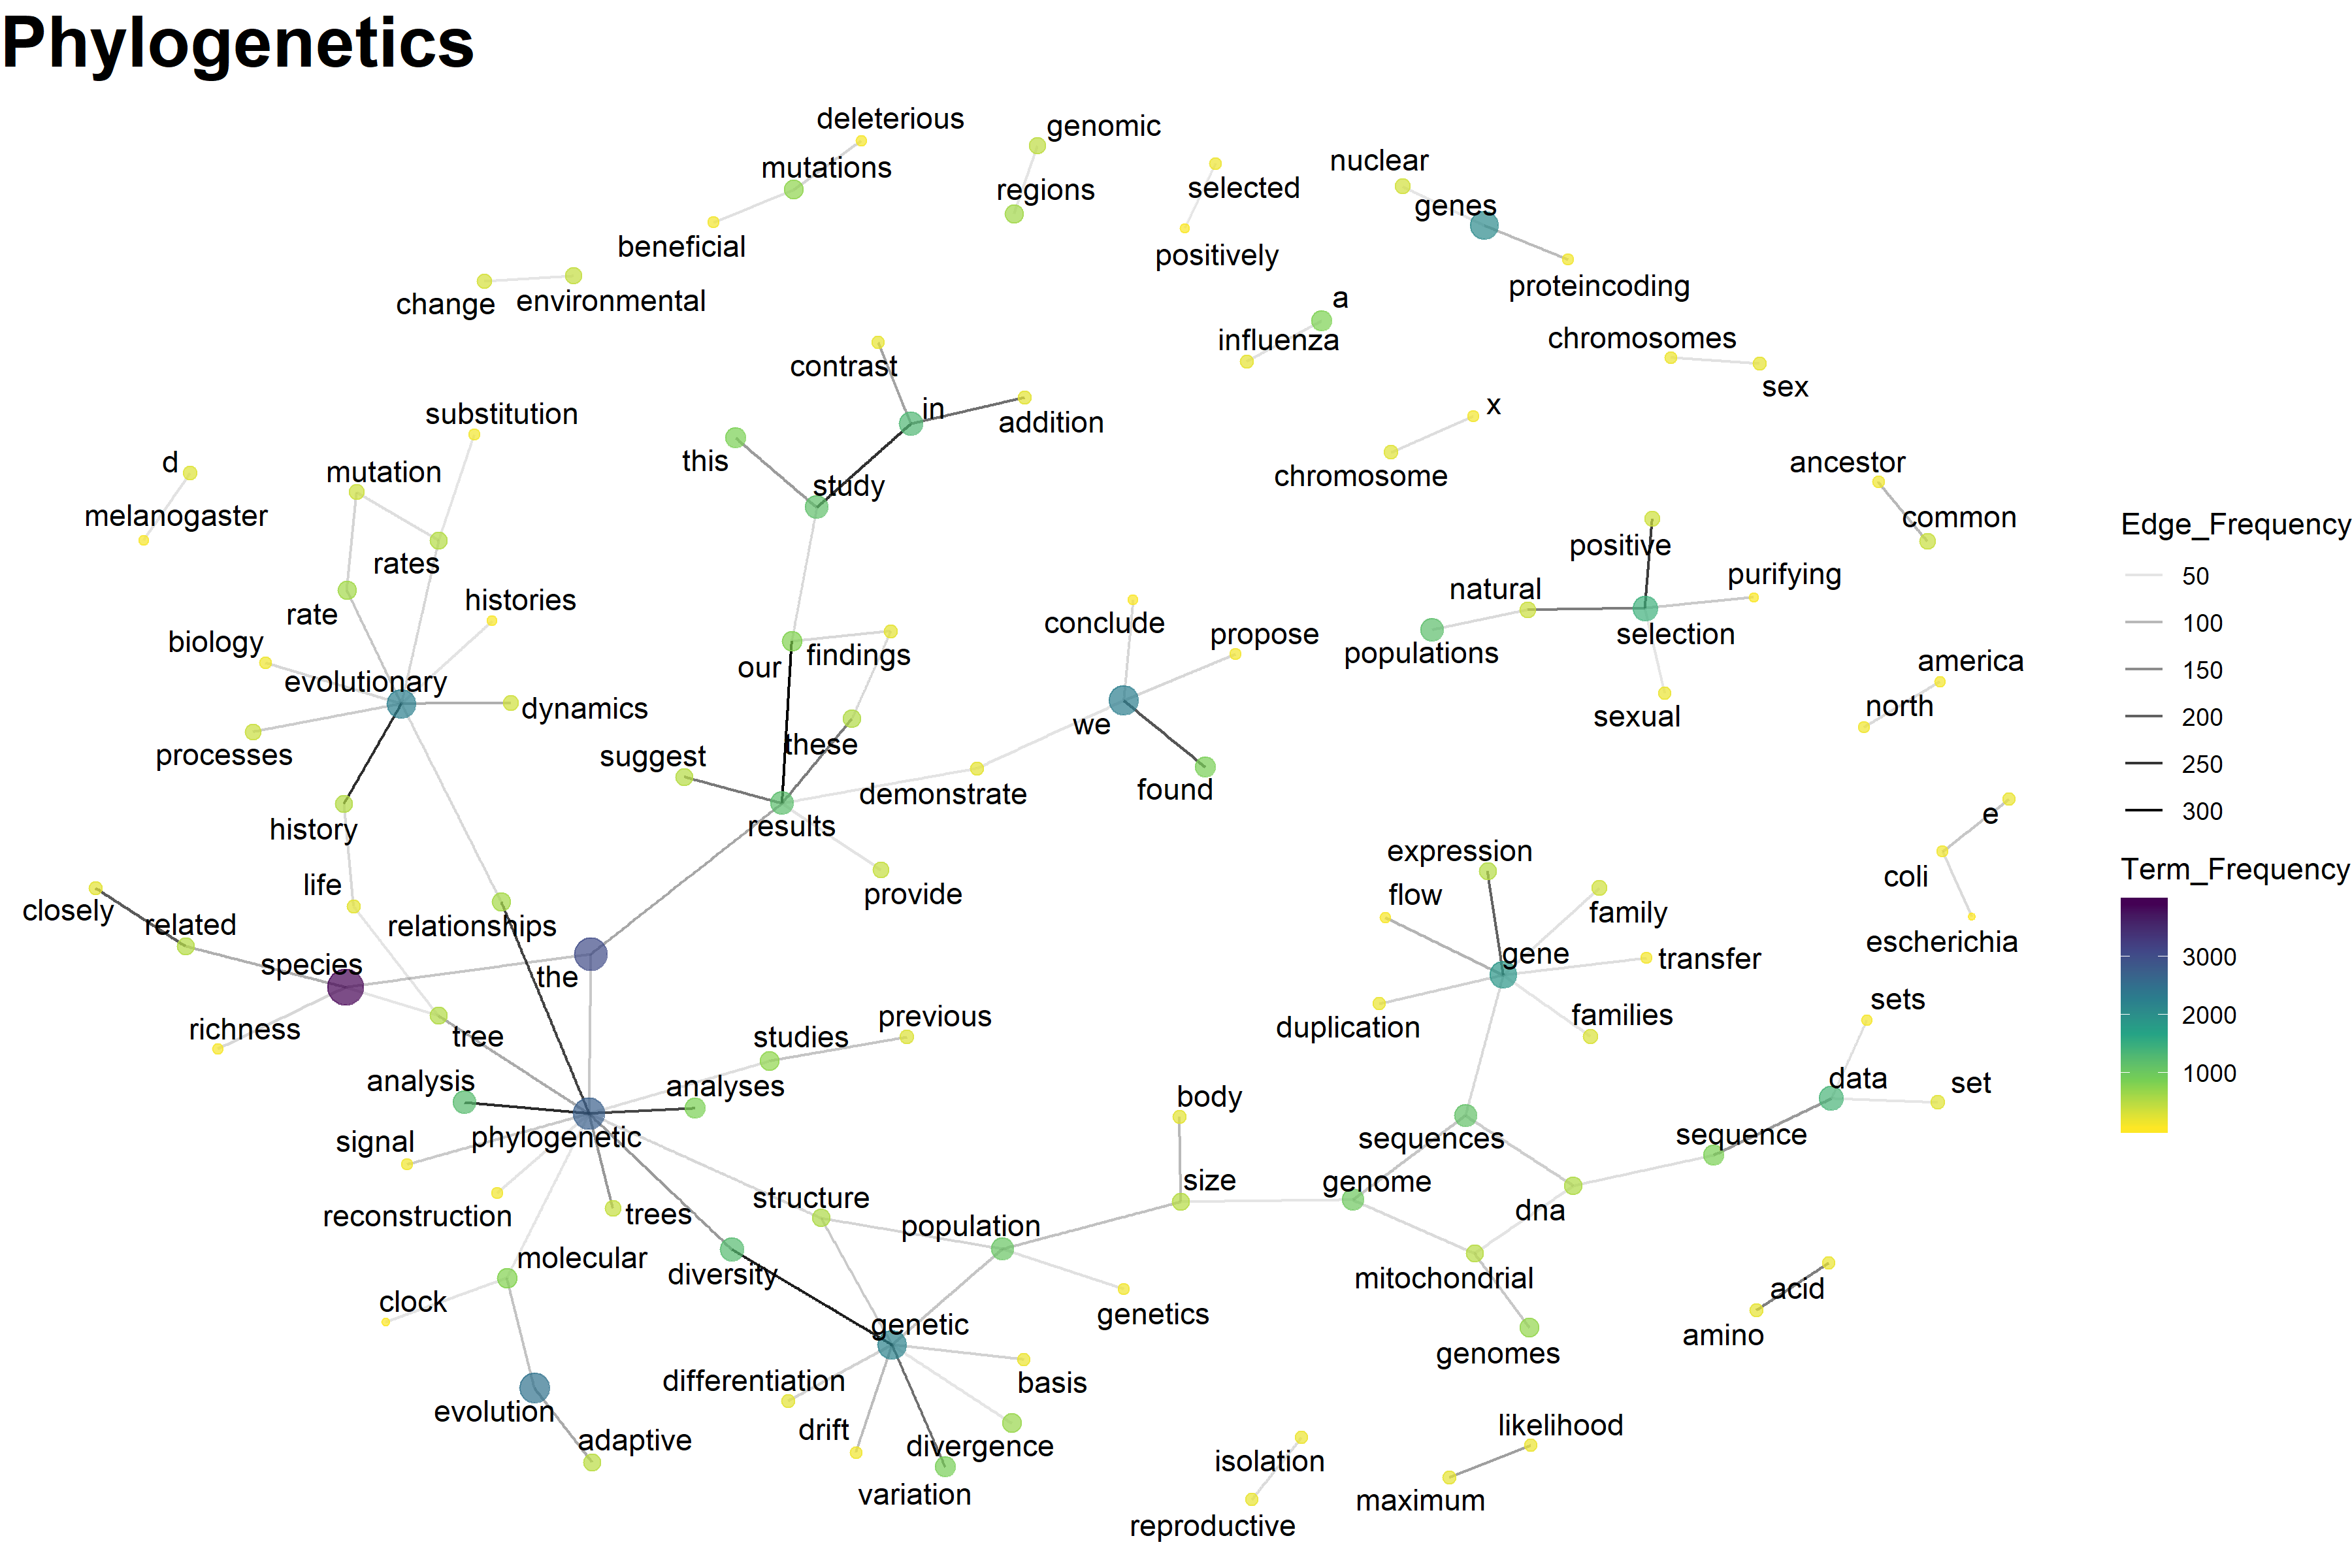 Phylogenetics
deleterious
genomic
mutations
nuclear
regions
selected
genes
beneficial
positively
proteincoding
change
environmental
a
influenza
chromosomes
contrast
sex
in
x
substitution
addition
this
d
mutation
chromosome
ancestor
study
melanogaster
common
Edge_Frequency
positive
rates
purifying
50
natural
histories
rate
conclude
100
biology
propose
selection
our
findings
populations
america
150
evolutionary
dynamics
north
200
processes
we
sexual
these
suggest
250
demonstrate
found
history
results
300
e
expression
life
provide
flow
coli
Term_Frequency
closely
related
relationships
family
escherichia
species
gene
transfer
3000
the
sets
richness
previous
families
2000
tree
studies
duplication
analysis
analyses
body
data
set
1000
signal
phylogenetic
sequences
sequence
structure
size
genome
reconstruction
trees
population
dna
molecular
diversity
mitochondrial
clock
genetics
acid
genetic
amino
differentiation
basis
genomes
evolution
drift
likelihood
adaptive
divergence
isolation
variation
maximum
reproductive